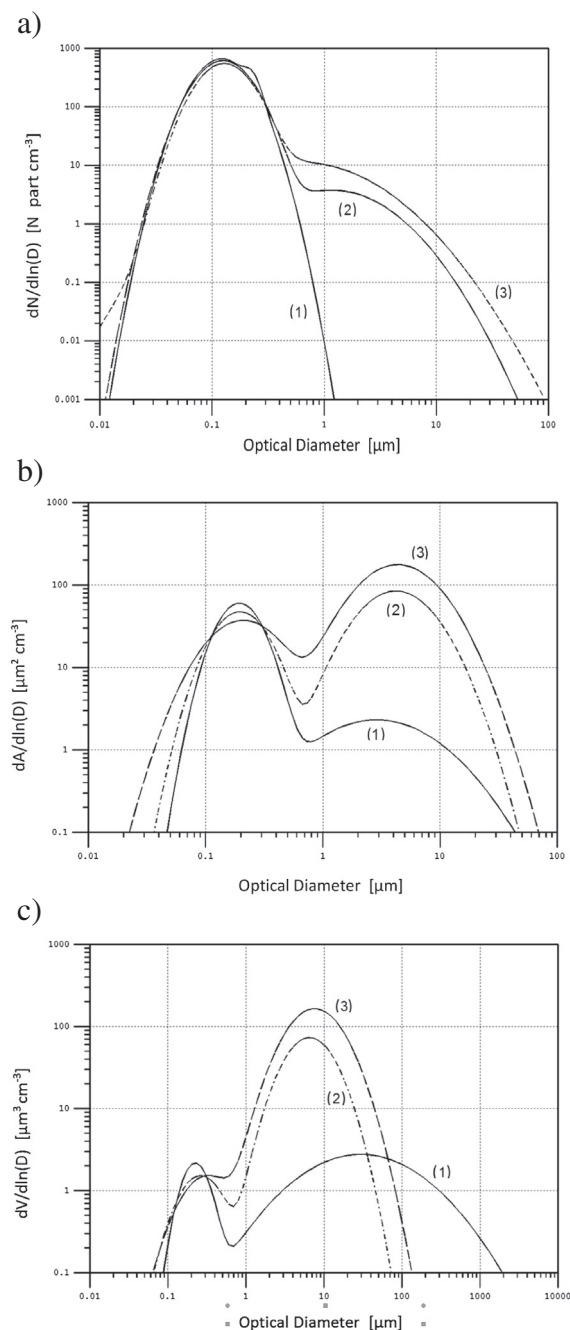 a)
dN/dln(D) [N part cm⁻³]
1000
100
10
1
0.1
0.01
0.001
(1)
(2)
(3)
0.01 0.1 1 10 100
Optical Diameter [µm]
b)
dA/dln(D) [µm² cm⁻³]
1000
100
10
1
0.1
(3)
(2)
(1)
0.01 0.1 1 10 100
Optical Diameter [µm]
c)
dV/dln(D) [µm³ cm⁻³]
1000
100
10
1
0.1
(3)
(2)
(1)
0.01 0.1 1 10 100 1000 10000
Optical Diameter [µm]